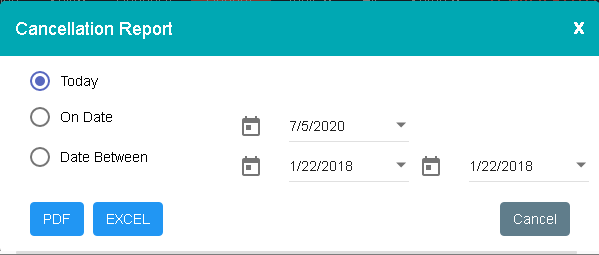 Cancellation Report X
Today
On Date 7/5/2020
Date Between 1/22/2018 1/22/2018
PDF EXCEL Cancel